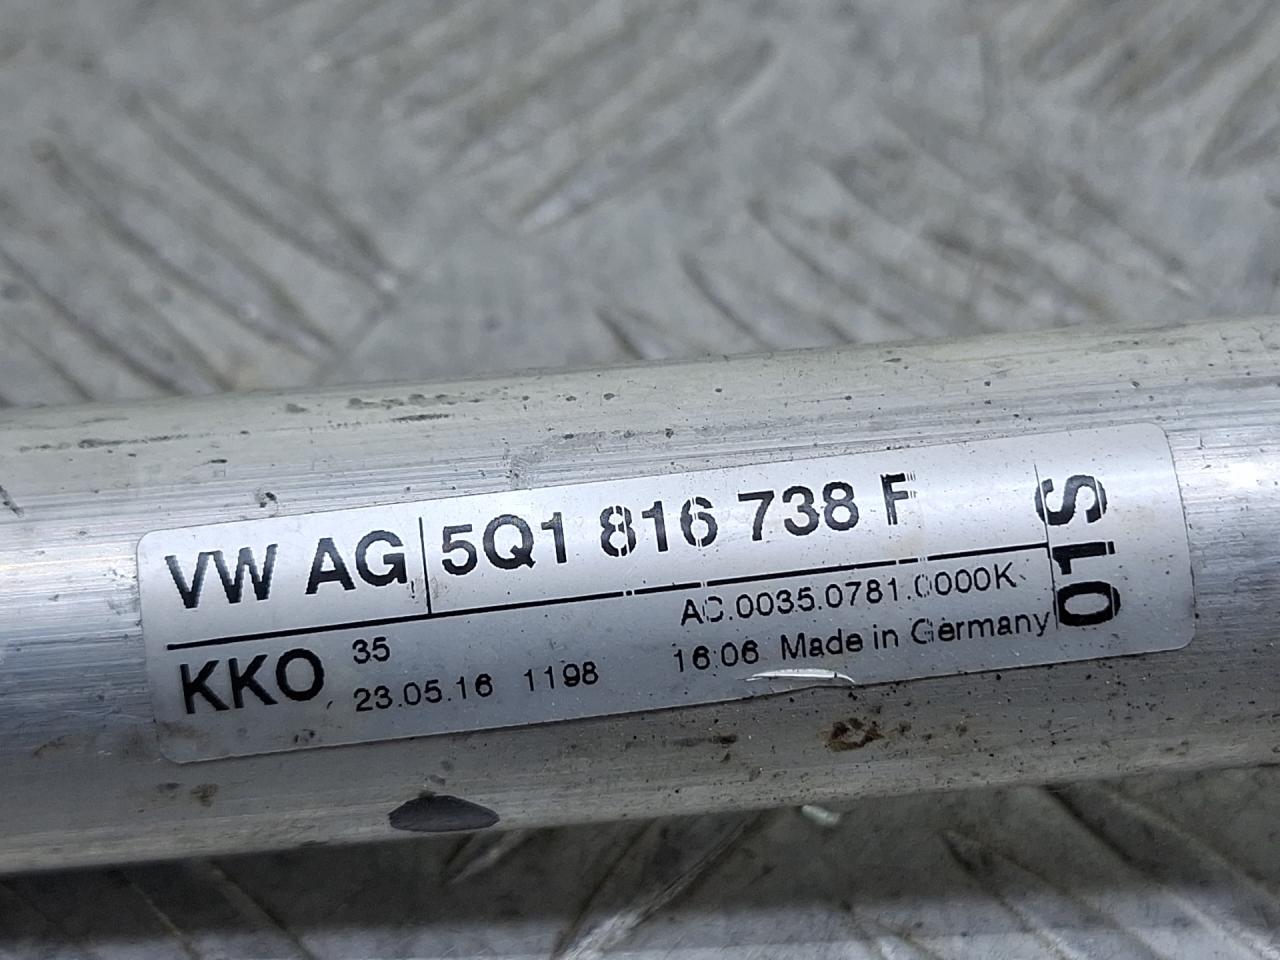 VW AG 5Q1 816 738 F
01S
KKO 35 AC.0035.0781.0000K
23.05.16 1198 16:06 Made in Germany